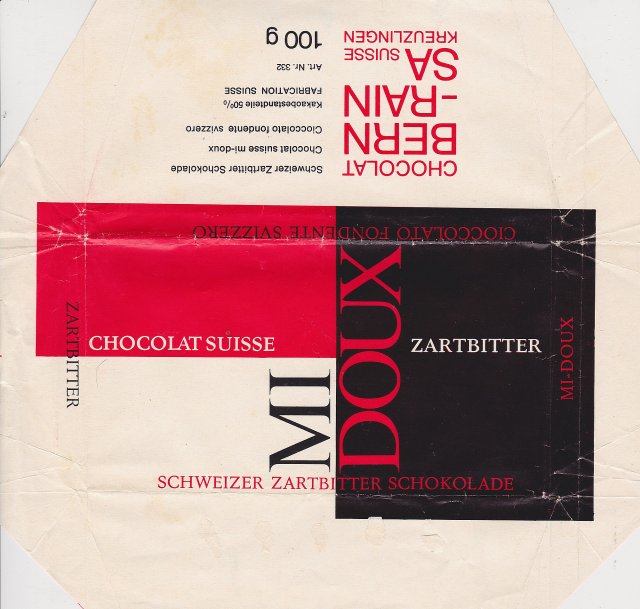 CHOCOLAT
BERN
-RAIN
SA
SUISSE
KREUZLINGEN
Schweizer Zartbitter Schokolade
Chocolat suisse mi-doux
Cioccolato fondente svizzero
Kakaobestandteile 50%
FABRICATION SUISSE
Art. Nr. 332
100 g
CIOCCOLATO FONDENTE SVIZZERO
ZARTBITTER
CHOCOLAT SUISSE
MI
DOUX
ZARTBITTER
MI-DOUX
SCHWEIZER ZARTBITTER SCHOKOLADE